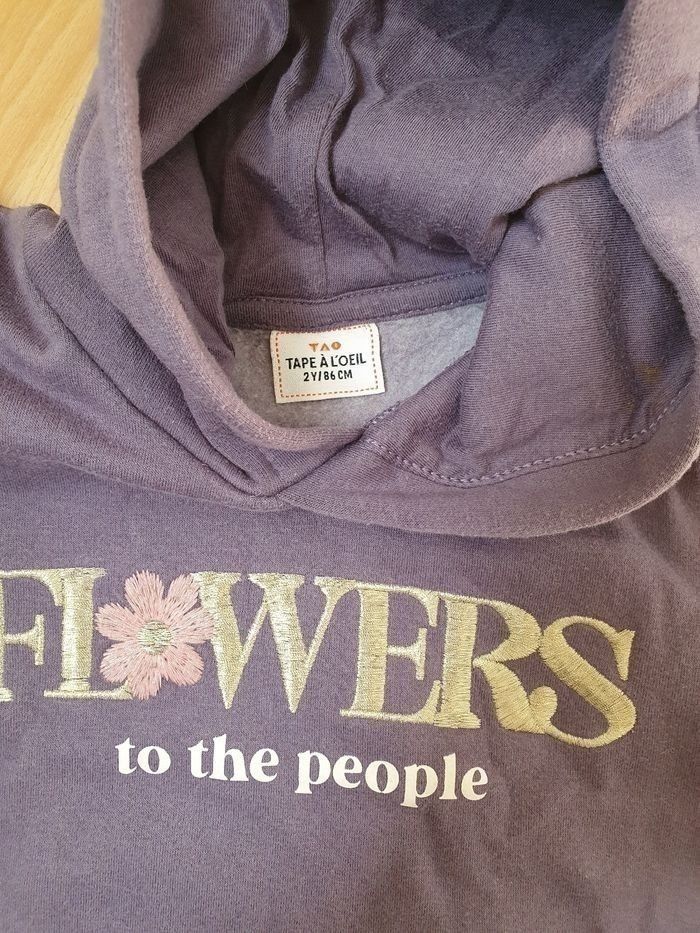 TAO
TAPE À L'OEIL
2Y/86CM
FLOWERS
to the people